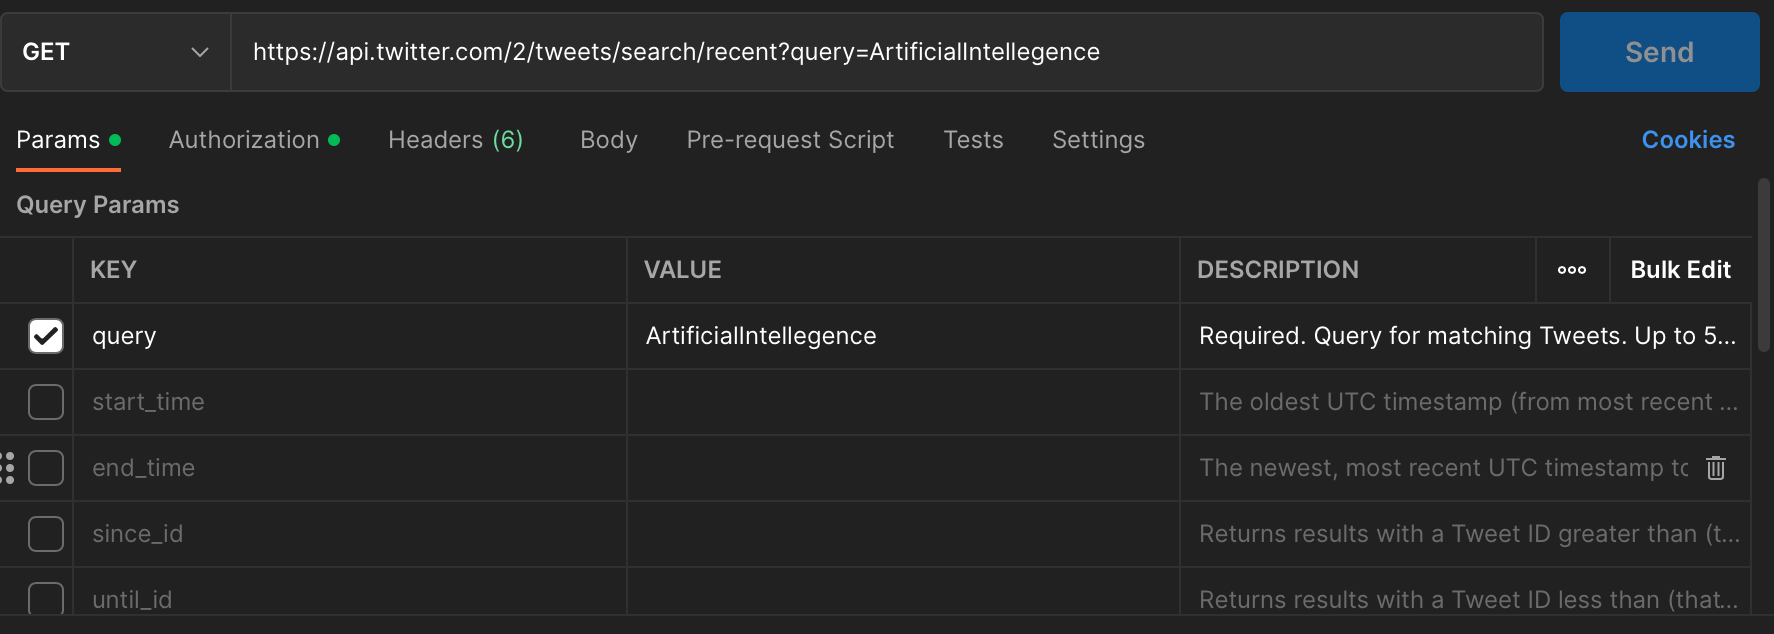 GET https://api.twitter.com/2/tweets/search/recent?query=ArtificialIntellegence Send
Params Authorization Headers (6) Body Pre-request Script Tests Settings Cookies
Query Params
KEY VALUE DESCRIPTION ooo Bulk Edit
query ArtificialIntellegence Required. Query for matching Tweets. Up to 5...
start_time The oldest UTC timestamp (from most recent ...
end_time The newest, most recent UTC timestamp to
since_id Returns results with a Tweet ID greater than (t...
until_id Returns results with a Tweet ID less than (that...